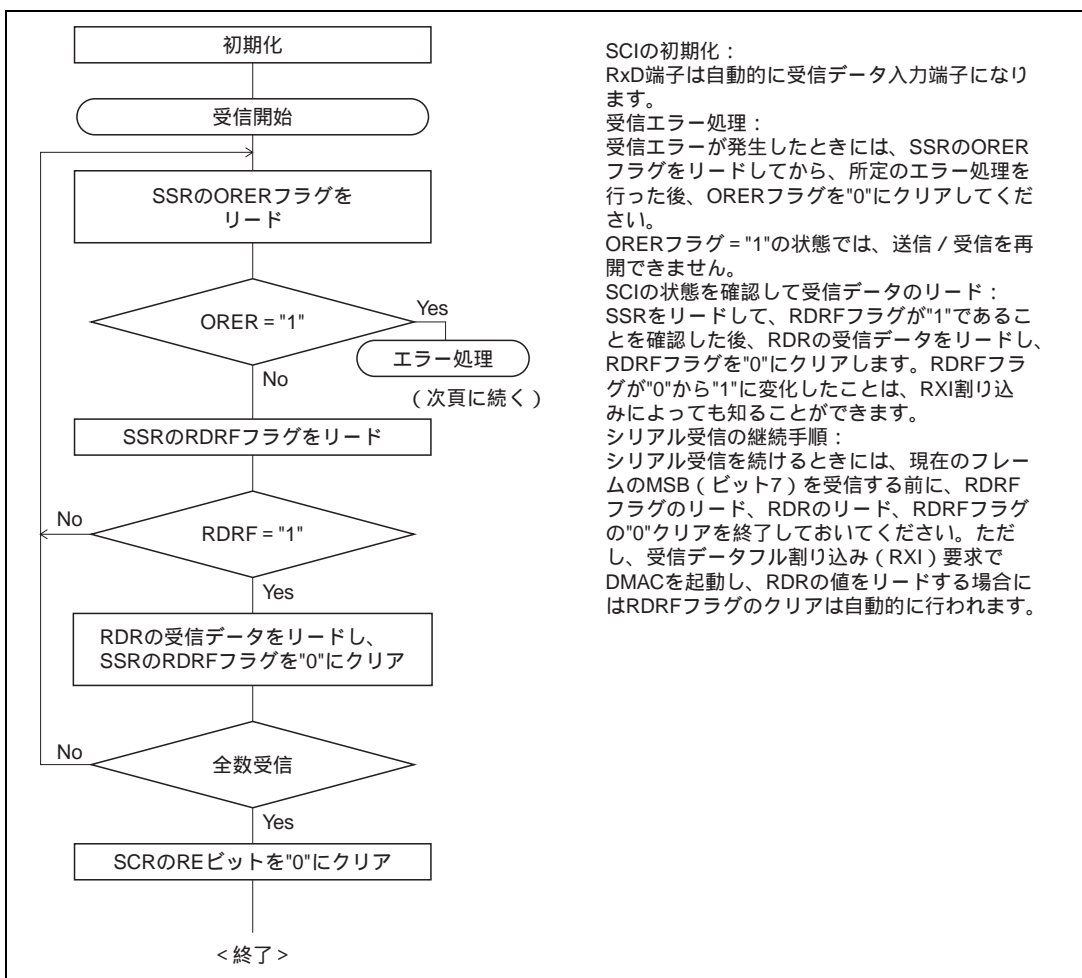 初期化
受信開始
SSRのORERフラグを
リード
ORER = "1"
Yes
エラー処理
No
(次頁に続く)
SSRのRDRFフラグをリード
No
RDRF = "1"
Yes
RDRの受信データをリードし、
SSRのRDRFフラグを"0"にクリア
No
全数受信
Yes
SCRのREビットを"0"にクリア
<終了>
SCIの初期化:
RxD端子は自動的に受信データ入力端子になり
ます。
受信エラー処理:
受信エラーが発生したときには、SSRのORER
フラグをリードしてから、所定のエラー処理を
行った後、ORERフラグを"0"にクリアしてくだ
さい。
ORERフラグ="1"の状態では、送信/受信を再
開できません。
SCIの状態を確認して受信データのリード:
SSRをリードして、RDRFフラグが"1"であるこ
とを確認した後、RDRの受信データをリードし、
RDRFフラグを"0"にクリアします。RDRFフラ
グが"0"から"1"に変化したことは、RXI割り込
みによっても知ることができます。
シリアル受信の継続手順:
シリアル受信を続けるときには、現在のフレー
ムのMSB(ビット7)を受信する前に、RDRF
フラグのリード、RDRのリード、RDRFフラグ
の"0"クリアを終了しておいてください。ただ
し、受信データフル割り込み(RXI)要求で
DMACを起動し、RDRの値をリードする場合に
はRDRFフラグのクリアは自動的に行われます。